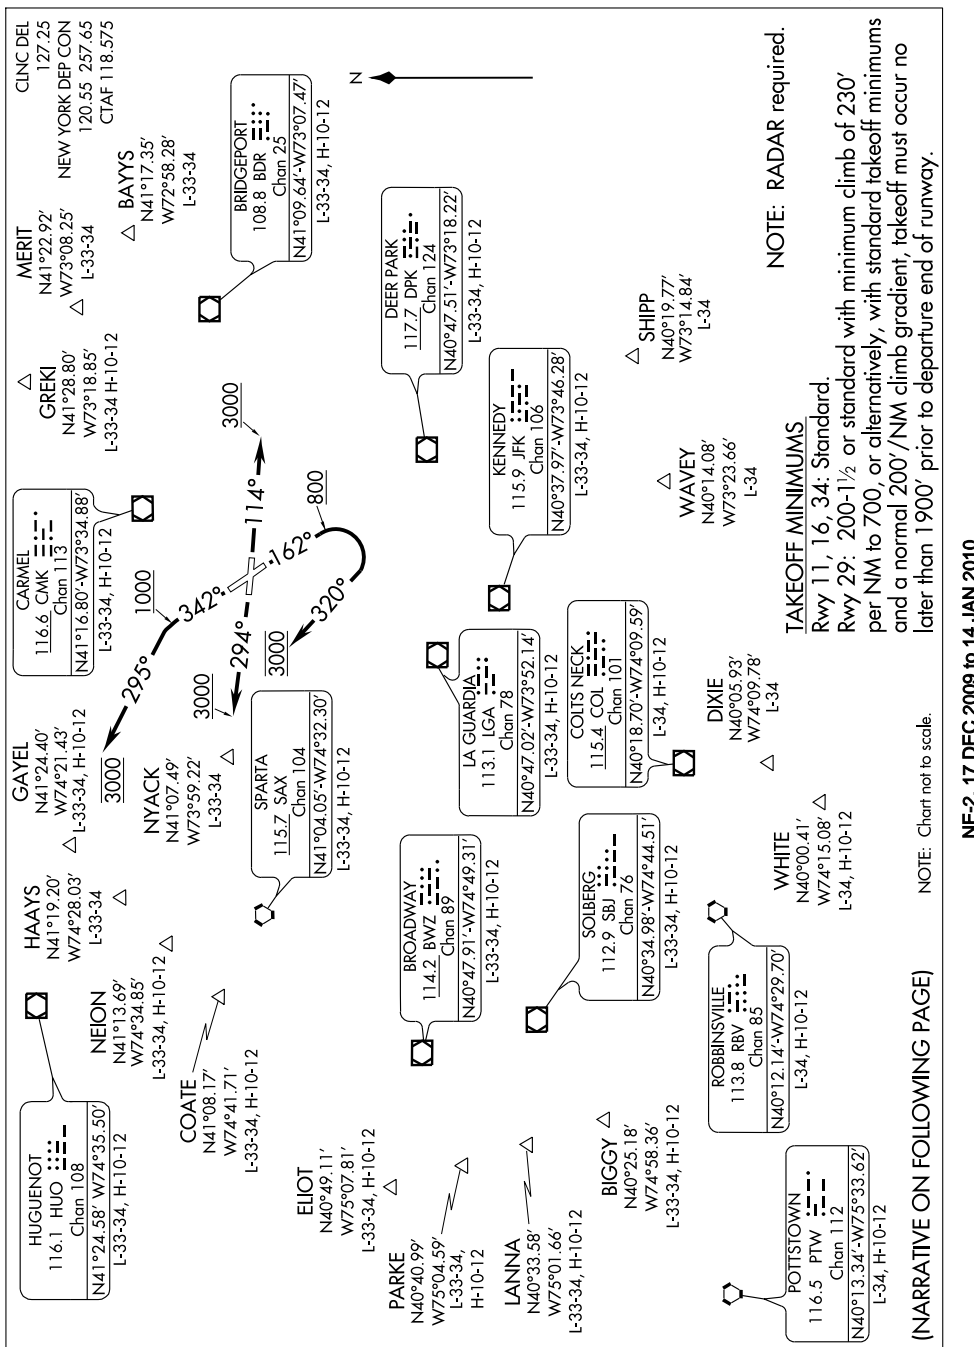 CLNC DEL
127.25
NEW YORK DEP CON
120.55 257.65
CTAF 118.575
HUGUENOT
116.1 HUO
Chan 108
N41°24.58' W74°35.50'
L-33-34, H-10-12
HAAYS
N41°19.20'
W74°28.03'
L-33-34
GAYEL
N41°24.40'
W74°21.43'
L-33-34, H-10-12
CARMEL
116.6 CMK
Chan 113
N41°16.80'-W73°34.88'
L-33-34, H-10-12
GREKI
N41°28.80'
W73°18.85'
L-33-34 H-10-12
MERIT
N41°22.92'
W73°08.25'
L-33-34
BAYYS
N41°17.35'
W72°58.28'
L-33-34
NEION
N41°13.69'
W74°34.85'
L-33-34, H-10-12
COATE
N41°08.17'
W74°41.71'
L-33-34, H-10-12
NYACK
N41°07.49'
W73°59.22'
L-33-34
3000
295°
1000
342°
3000
294°
114°
3000
162°
800
320°
3000
BRIDGEPORT
108.8 BDR
Chan 25
N41°09.64'-W73°07.47'
L-33-34, H-10-12
N
SPARTA
115.7 SAX
Chan 104
N41°04.05'-W74°32.30'
L-33-34, H-10-12
ELIOT
N40°49.11'
W75°07.81'
L-33-34, H-10-12
BROADWAY
114.2 BWZ
Chan 89
N40°47.91'-W74°49.31'
L-33-34, H-10-12
DEER PARK
117.7 DPK
Chan 124
N40°47.51'-W73°18.22'
L-33-34, H-10-12
PARKE
N40°40.99'
W75°04.59'
L-33-34,
H-10-12
LA GUARDIA
113.1 LGA
Chan 78
N40°47.02'-W73°52.14'
L-33-34, H-10-12
KENNEDY
115.9 JFK
Chan 106
N40°37.97'-W73°46.28'
L-33-34, H-10-12
LANNA
N40°33.58'
W75°01.66'
L-33-34, H-10-12
SOLBERG
112.9 SBJ
Chan 76
N40°34.98'-W74°44.51'
L-33-34, H-10-12
COLTS NECK
115.4 COL
Chan 101
N40°18.70'-W74°09.59'
L-34, H-10-12
BIGGY
N40°25.18'
W74°58.36'
L-33-34, H-10-12
SHIPP
N40°19.77'
W73°14.84'
L-34
WAVEY
N40°14.08'
W73°23.66'
L-34
DIXIE
N40°05.93'
W74°09.78'
L-34
ROBBINSVILLE
113.8 RBV
Chan 85
N40°12.14'-W74°29.70'
L-34, H-10-12
WHITE
N40°00.41'
W74°15.08'
L-34, H-10-12
POTTSTOWN
116.5 PTW
Chan 112
N40°13.34'-W75°33.62'
L-34, H-10-12
NOTE: RADAR required.
TAKEOFF MINIMUMS
Rwy 11, 16, 34: Standard.
Rwy 29: 200-1½ or standard with minimum climb of 230'
per NM to 700, or alternatively, with standard takeoff minimums
and a normal 200'/NM climb gradient, takeoff must occur no
later than 1900' prior to departure end of runway.
(NARRATIVE ON FOLLOWING PAGE)
NOTE: Chart not to scale.
NE-2, 17 DEC 2009 to 14 JAN 2010